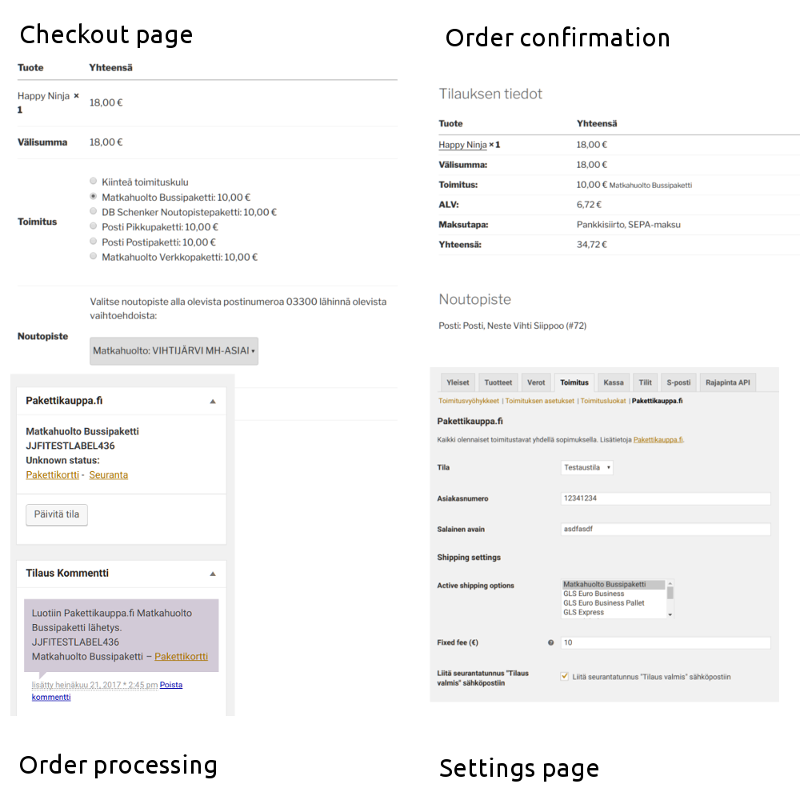 Checkout page
Tuote Yhteensä
Happy Ninja × 18,00 €
1
Välisumma 18,00 €
Kiinteä toimituskulu
Matkahuolto Bussipaketti: 10,00 €
DB Schenker Noutopistepaketti: 10,00 €
Toimitus Posti Pikkupaketti: 10,00 €
Posti Postipaketti: 10,00 €
Matkahuolto Verkkopaketti: 10,00 €
Valitse noutopiste alla olevista postinumeroa 03300 lähinnä olevista
vaihtoehdoista:
Noutopiste
Matkahuolto: VIHTIJÄRVI MH-ASIAI
Order confirmation
Tilauksen tiedot
Tuote Yhteensä
Happy Ninja × 1 18,00 €
Välisumma: 18,00 €
Toimitus: 10,00 € Matkahuolto Bussipaketti
ALV: 6,72 €
Maksutapa: Pankkisiirto, SEPA-maksu
Yhteensä: 34,72 €
Noutopiste
Posti: Posti, Neste Vihti Siippoo (#72)
Pakettikauppa.fi
Matkahuolto Bussipaketti
JJFITESTLABEL436
Unknown status:
Pakettikortti - Seuranta
Päivitä tila
Tilaus Kommentti
Luotiin Pakettikauppa.fi Matkahuolto
Bussipaketti lähetys.
JJFITESTLABEL436
Matkahuolto Bussipaketti – Pakettikortti
lisätty heinäkuu 21, 2017 * 2:45 pm Poista
kommentti
Order processing
Yleiset Tuotteet Verot Toimitus Kassa Tilit S-posti Rajapinta API
Toimitusvyöhykkeet | Toimituksen asetukset | Toimitusluokat | Pakettikauppa.fi
Pakettikauppa.fi
Kaikki olennaiset toimitustavat yhdellä sopimuksella. Lisätietoja Pakettikauppa.fi.
Tila Testaustila
Asiakasnumero 12341234
Salainen avain asdfasdf
Shipping settings
Active shipping options Matkahuolto Bussipaketti
GLS Euro Business
GLS Euro Business Pallet
GLS Express
Fixed fee (€) 10
Liitä seurantatunnus "Tilaus
valmis" sähköpostiin
Liitä seurantatunnus "Tilaus valmis" sähköpostiin
Settings page